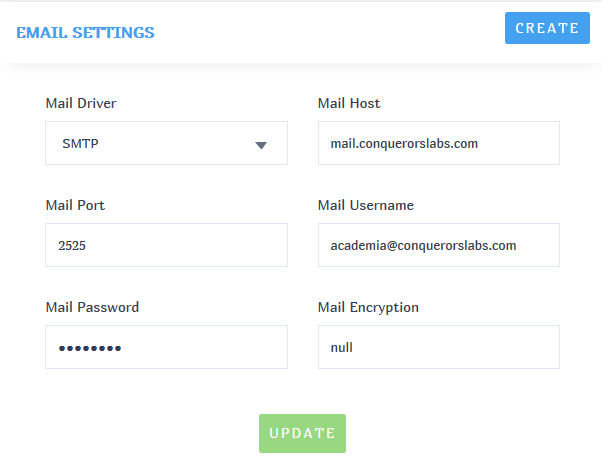 EMAIL SETTINGS
CREATE
Mail Driver
Mail Host
SMTP
mail.conquerorslabs.com
Mail Port
Mail Username
2525
academia@conquerorslabs.com
Mail Password
Mail Encryption
••••••••
null
UPDATE